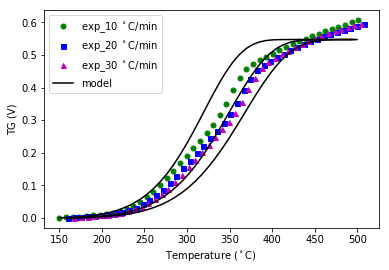 exp_10 °C/min
exp_20 °C/min
exp_30 °C/min
model
TG (V)
0.6
0.5
0.4
0.3
0.2
0.1
0.0
150 200 250 300 350 400 450 500
Temperature (°C)